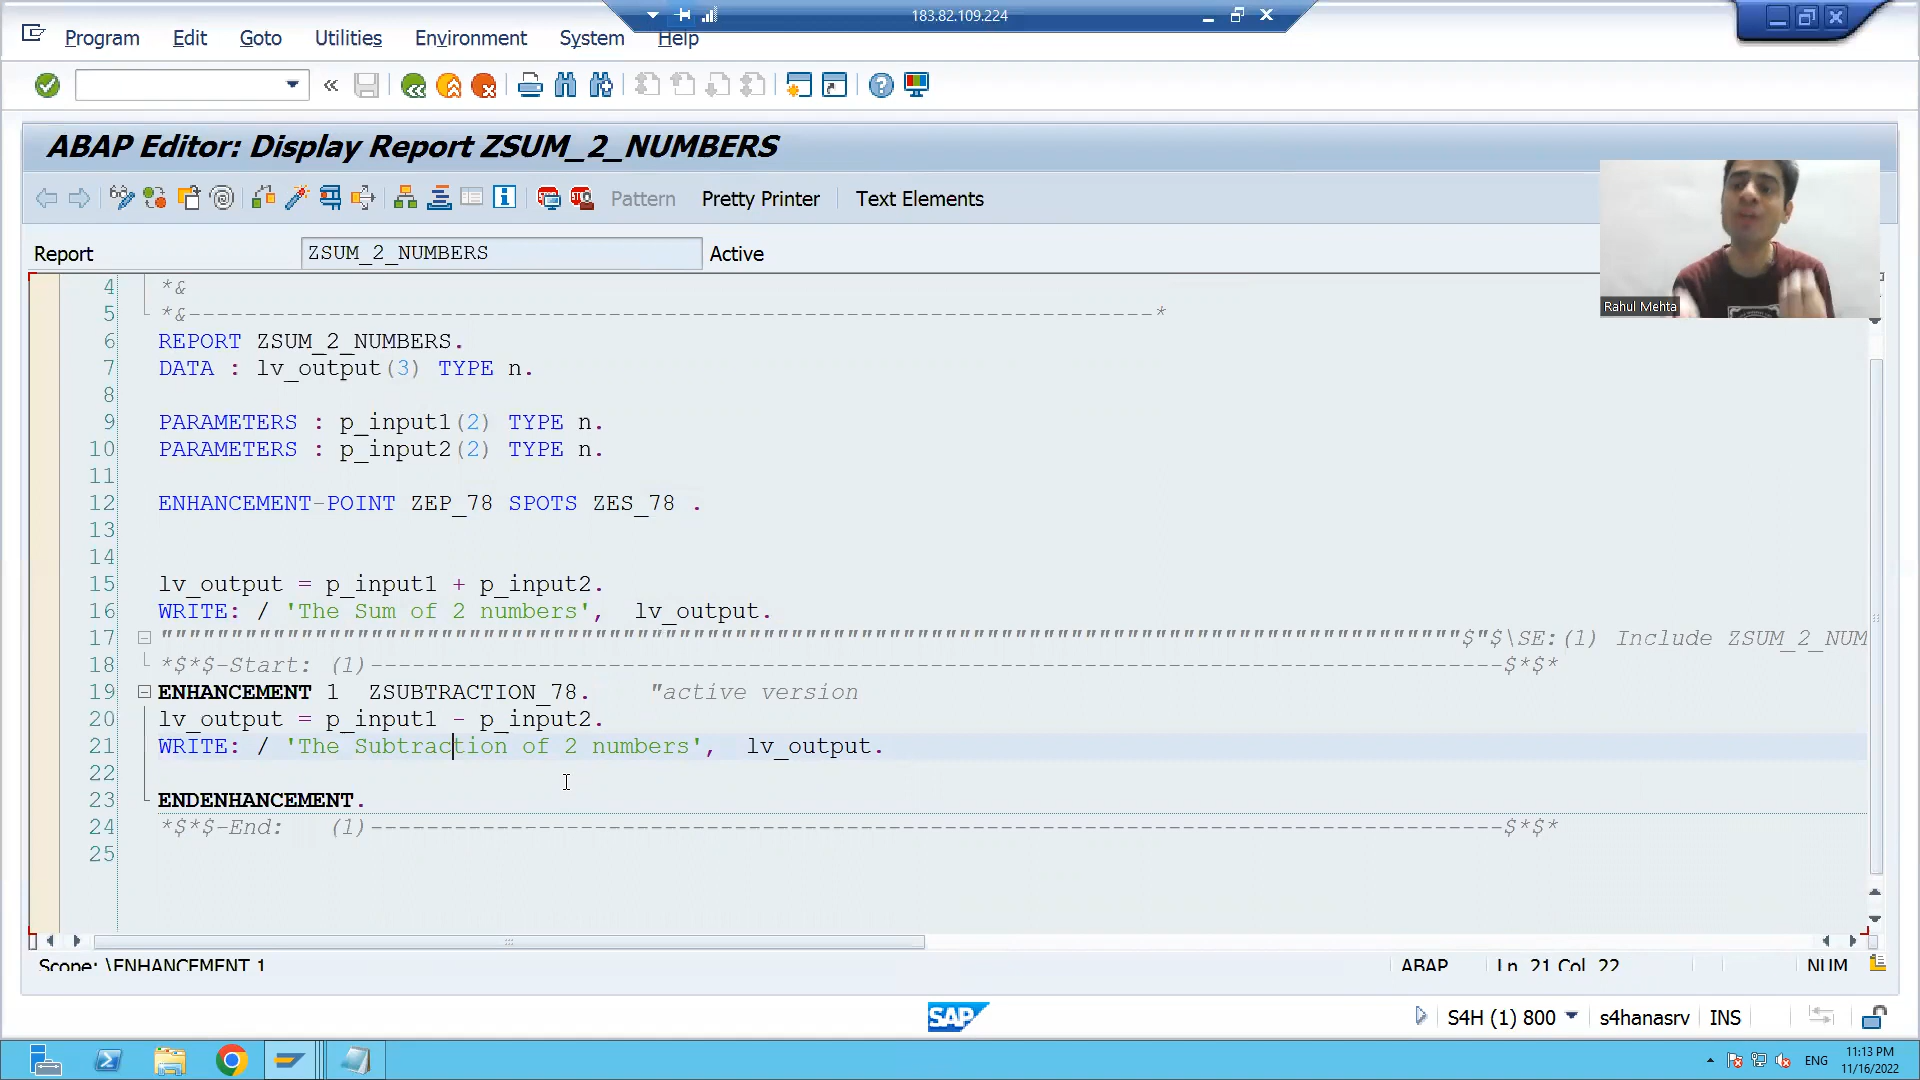 183.82.109.224
Program Edit Goto Utilities Environment System Help
ABAP Editor: Display Report ZSUM_2_NUMBERS
Pattern Pretty Printer Text Elements
Report ZSUM_2_NUMBERS Active
4 *&
5 *&---------------------------------------------------------------------*
6 REPORT ZSUM_2_NUMBERS.
7 DATA : lv_output(3) TYPE n.
8
9 PARAMETERS : p_input1(2) TYPE n.
10 PARAMETERS : p_input2(2) TYPE n.
11
12 ENHANCEMENT-POINT ZEP_78 SPOTS ZES_78 .
13
14
15 lv_output = p_input1 + p_input2.
16 WRITE: / 'The Sum of 2 numbers', lv_output.
17 """""""""""""""""""""""""""""""""""""""""""""""""""""""""""""""""""""""""""""""""""""""""""""$"$\SE:(1) Include ZSUM_2_NUM
18 *$*$-Start: (1)---------------------------------------------------------------------------------$*$*
19 ENHANCEMENT 1 ZSUBTRACTION_78. "active version
20 lv_output = p_input1 - p_input2.
21 WRITE: / 'The Subtraction of 2 numbers', lv_output.
22
23 ENDENHANCEMENT.
24 *$*$-End: (1)---------------------------------------------------------------------------------$*$*
25
Rahul Mehta
Scope: \ENHANCEMENT 1 ABAP Ln 21 Col 22 NUM
SAP S4H (1) 800 s4hanasrv INS
ENG 11:13 PM
11/16/2022